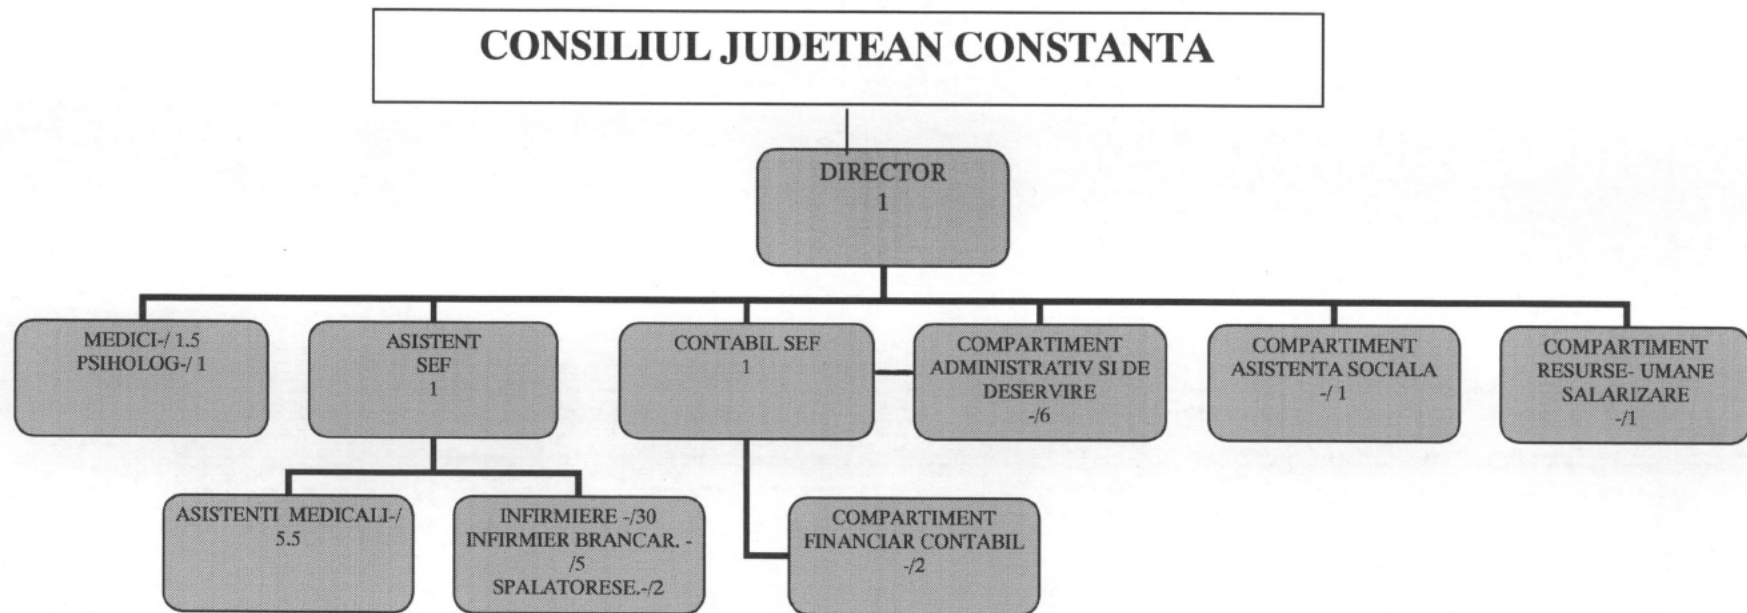 CONSILIUL JUDETEAN CONSTANTA
DIRECTOR
1
MEDICI-/ 1.5
PSIHOLOG-/ 1
ASISTENT
SEF
1
CONTABIL SEF
1
COMPARTIMENT
ADMINISTRATIV SI DE
DESERVIRE
-/6
COMPARTIMENT
ASISTENTA SOCIALA
-/ 1
COMPARTIMENT
RESURSE- UMANE
SALARIZARE
-/1
ASISTENTI MEDICALI-/
5.5
INFIRMIERE -/30
INFIRMIER BRANCAR. -
/5
SPALATORESE.-/2
COMPARTIMENT
FINANCIAR CONTABIL
-/2